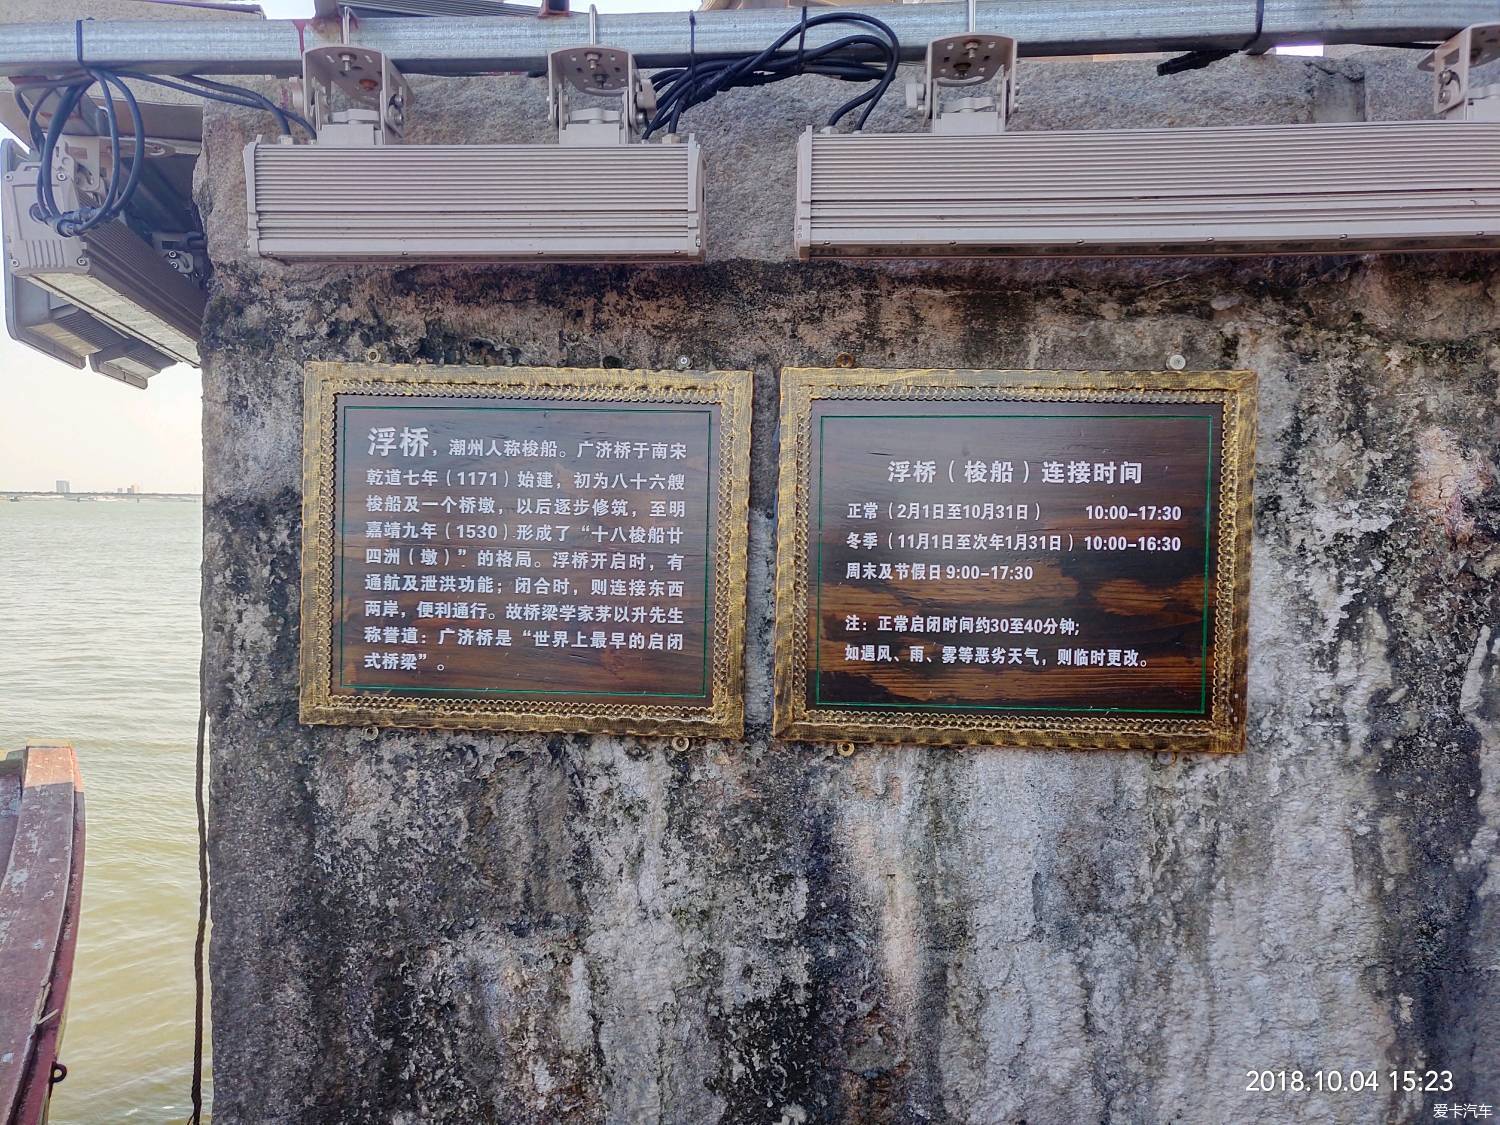 浮桥，潮州人称梭船。广济桥于南宋
乾道七年（1171）始建，初为八十六艘
梭船及一个桥墩，以后逐步修筑，至明
嘉靖九年（1530）形成了“十八梭船廿
四洲（墩）”的格局。浮桥开启时，有
通航及泄洪功能；闭合时，则连接东西
两岸，便利通行。故桥梁学家茅以升先生
称誉道：广济桥是“世界上最早的启闭
式桥梁”。
浮桥（梭船）连接时间
正常（2月1日至10月31日） 10:00-17:30
冬季（11月1日至次年1月31日）10:00-16:30
周末及节假日 9:00-17:30
注：正常启闭时间约30至40分钟;
如遇风、雨、雾等恶劣天气，则临时更改。
2018.10.04 15:23
爱卡汽车